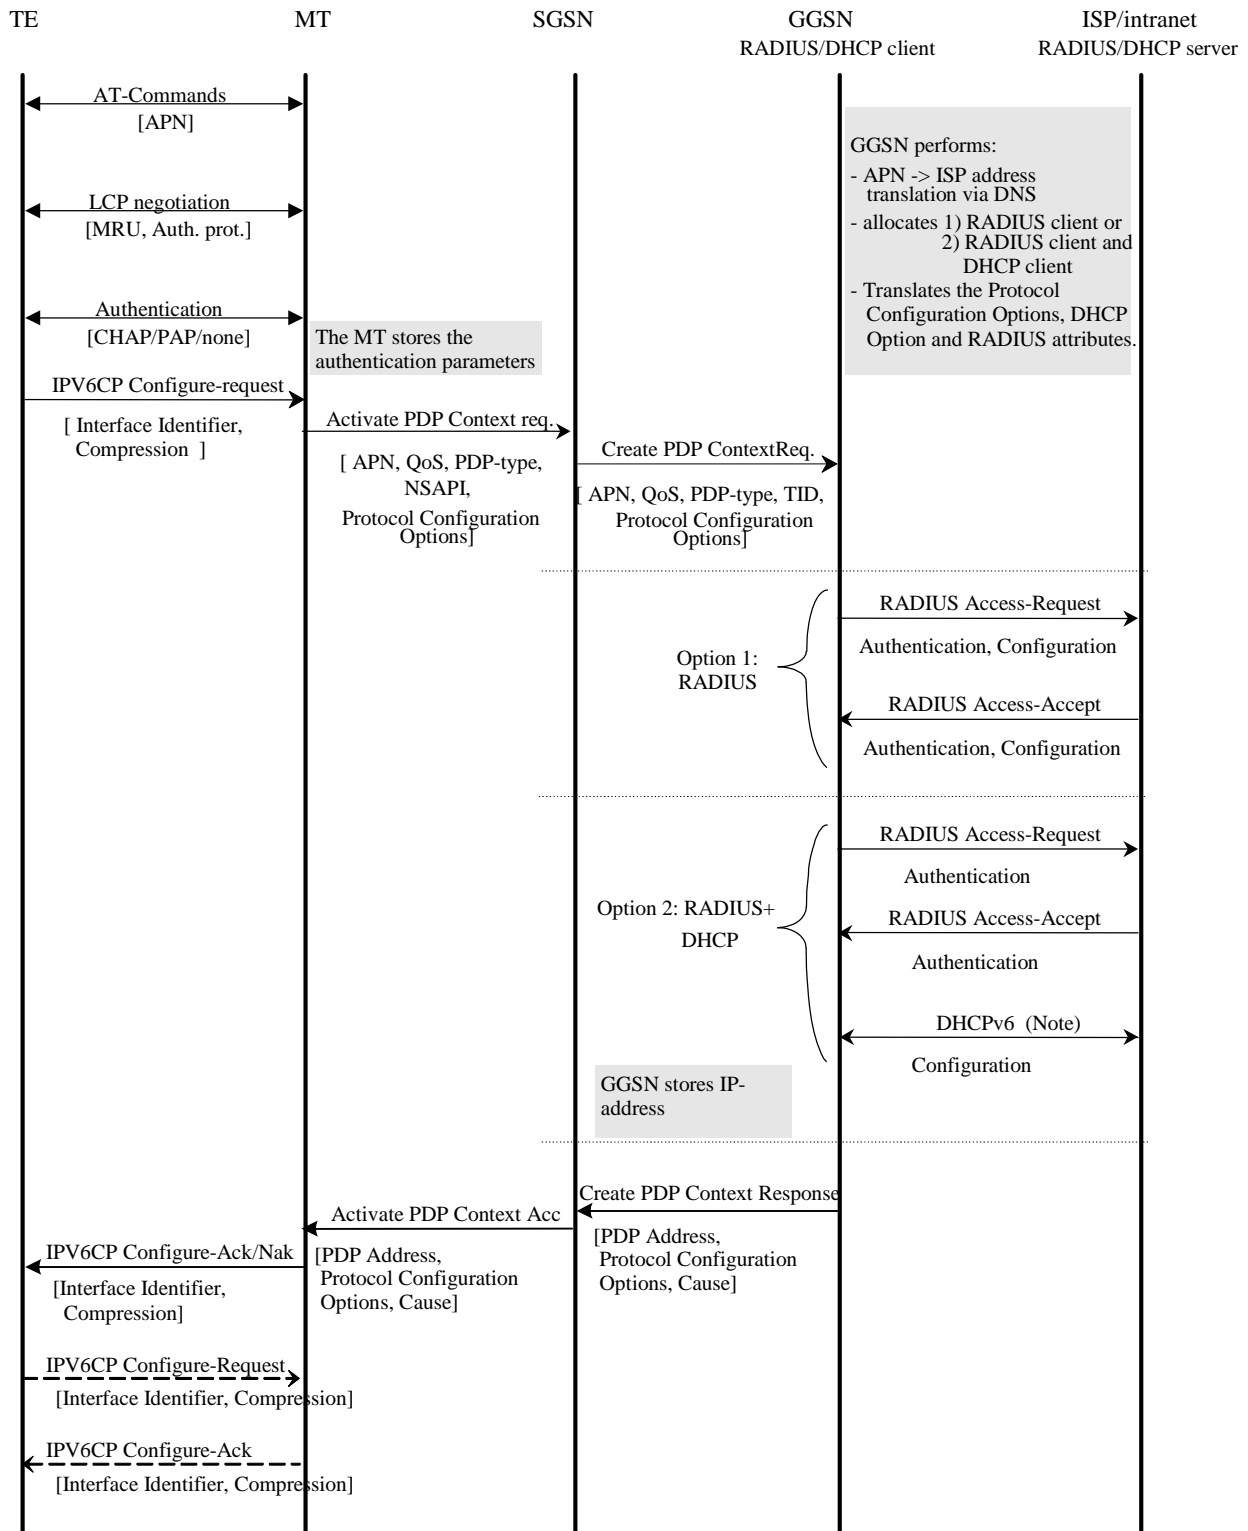 TE
MT
SGSN
GGSN
ISP/intranet
RADIUS/DHCP client
RADIUS/DHCP server
AT-Commands
[APN]
LCP negotiation
[MRU, Auth. prot.]
Authentication
[CHAP/PAP/none]
The MT stores the
authentication parameters
GGSN performs:
- APN -> ISP address
translation via DNS
- allocates 1) RADIUS client or
2) RADIUS client and
DHCP client
- Translates the Protocol
Configuration Options, DHCP
Option and RADIUS attributes.
IPV6CP Configure-request
[ Interface Identifier,
Compression ]
Activate PDP Context req.
[ APN, QoS, PDP-type,
NSAPI,
Protocol Configuration
Options]
Create PDP ContextReq.
[ APN, QoS, PDP-type, TID,
Protocol Configuration
Options]
Option 1:
RADIUS
RADIUS Access-Request
Authentication, Configuration
RADIUS Access-Accept
Authentication, Configuration
Option 2: RADIUS+
DHCP
RADIUS Access-Request
Authentication
RADIUS Access-Accept
Authentication
DHCPv6 (Note)
Configuration
GGSN stores IP-
address
Create PDP Context Response
[PDP Address,
Protocol Configuration
Options, Cause]
Activate PDP Context Acc
[PDP Address,
Protocol Configuration
Options, Cause]
IPV6CP Configure-Ack/Nak
[Interface Identifier,
Compression]
IPV6CP Configure-Request
[Interface Identifier, Compression]
IPV6CP Configure-Ack
[Interface Identifier, Compression]